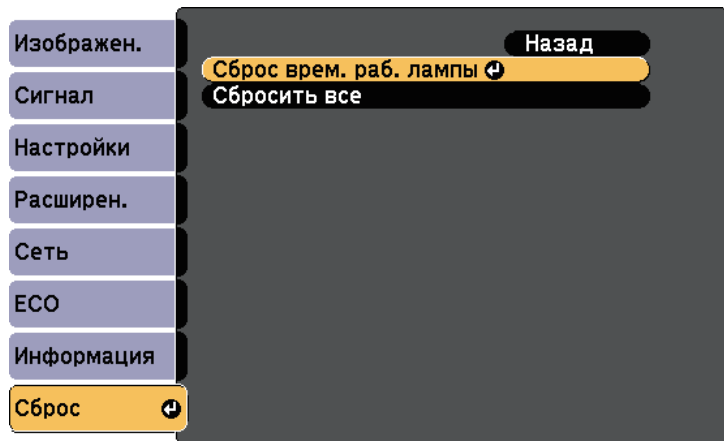 Изображен.
Сигнал
Настройки
Расширен.
Сеть
ECO
Информация
Сброс
Назад
Сброс врем. раб. лампы
Сбросить все